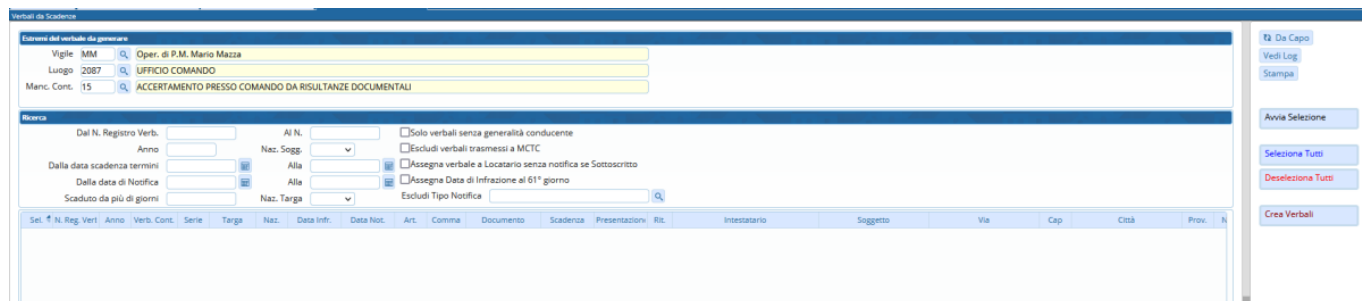 Verbali da Scadenze
Estremi del verbale da generare
Vigile MM Oper. di P.M. Mario Mazza
Luogo 2087 UFFICIO COMANDO
Manc. Cont. 15 ACCERTAMENTO PRESSO COMANDO DA RISULTANZE DOCUMENTALI
Ricerca
Dal N. Registro Verb. Al N. Solo verbali senza generalità conducente
Anno Naz. Sogg. Escludi verbali trasmessi a MCTC
Dalla data scadenza termini Alla Assegna verbale a Locatario senza notifica se Sottoscritto
Dalla data di Notifica Alla Assegna Data di Infrazione al 61° giorno
Scaduto da più di giorni Naz. Targa Escludi Tipo Notifica
Sel. N. Reg. Verl Anno Verb. Cont. Serie Targa Naz. Data Infr. Data Not. Art. Comma Documento Scadenza Presentazione Rit. Intestatario Soggetto Via Cap Città Prov. N
Da Capo
Vedi Log
Stampa
Avvia Selezione
Seleziona Tutti
Deseleziona Tutti
Crea Verbali